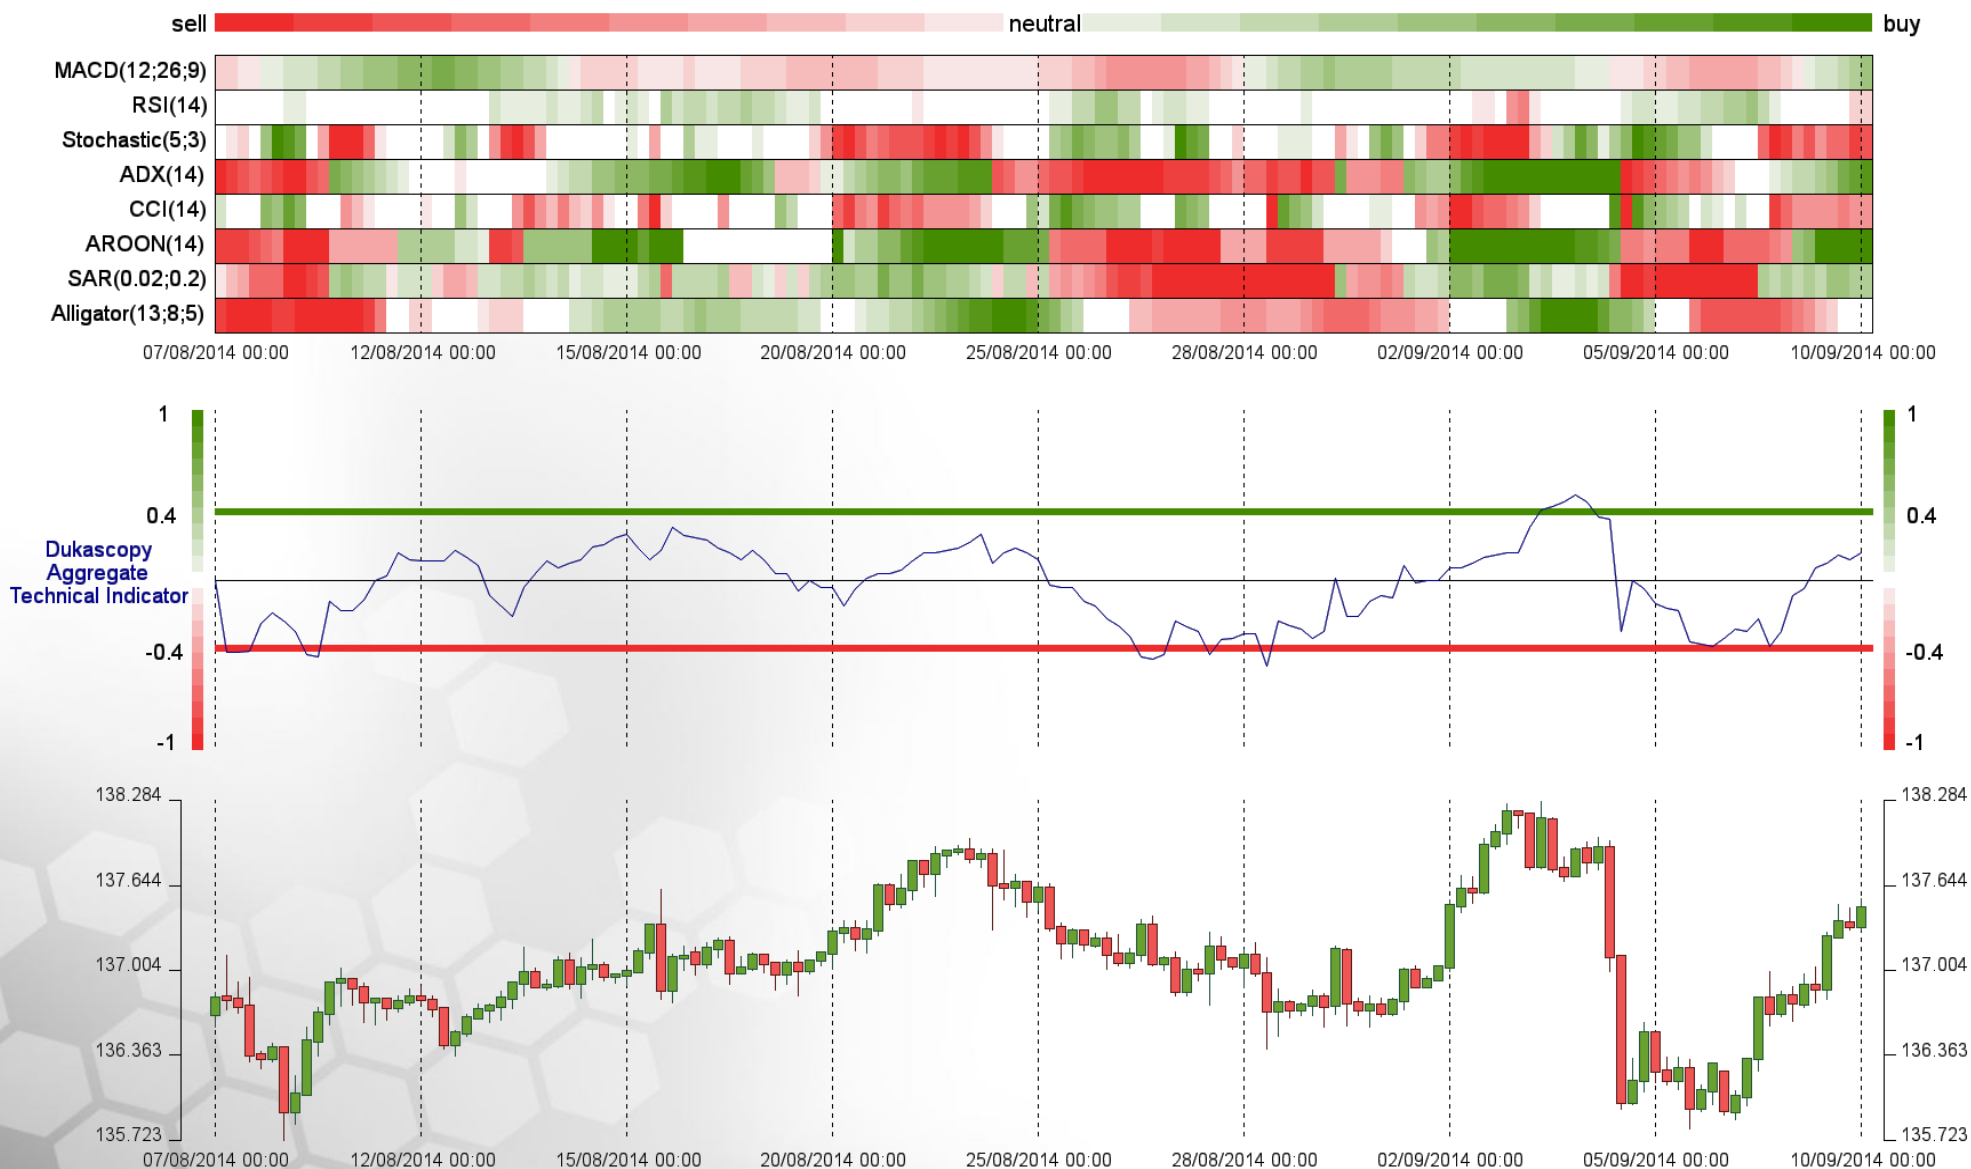 sell neutral buy
MACD(12;26;9)
RSI(14)
Stochastic(5;3)
ADX(14)
CCI(14)
AROON(14)
SAR(0.02;0.2)
Alligator(13;8;5)
07/08/2014 00:00 12/08/2014 00:00 15/08/2014 00:00 20/08/2014 00:00 25/08/2014 00:00 28/08/2014 00:00 02/09/2014 00:00 05/09/2014 00:00 10/09/2014 00:00
1 1
0.4 0.4
Dukascopy
Aggregate
Technical Indicator
-0.4 -0.4
-1 -1
138.284 138.284
137.644 137.644
137.004 137.004
136.363 136.363
135.723 135.723
07/08/2014 00:00 12/08/2014 00:00 15/08/2014 00:00 20/08/2014 00:00 25/08/2014 00:00 28/08/2014 00:00 02/09/2014 00:00 05/09/2014 00:00 10/09/2014 00:00